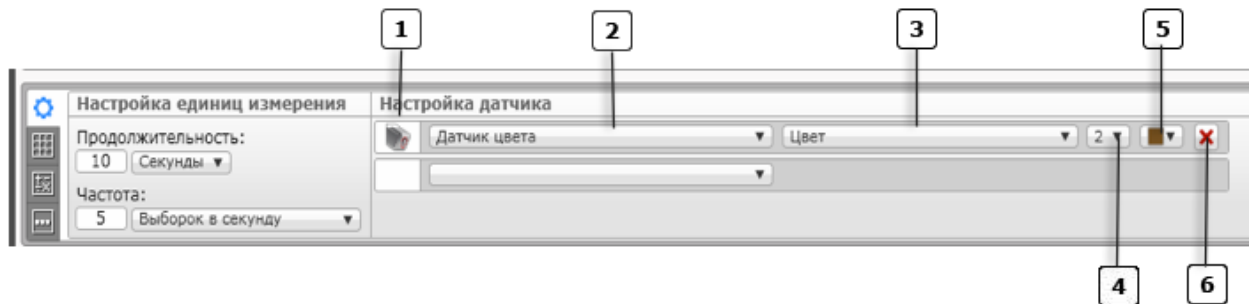 1
2
3
5
Настройка единиц измерения
Настройка датчика
Продолжительность:
10 Секунды
Частота:
5 Выборок в секунду
Датчик цвета
Цвет
2
4
6